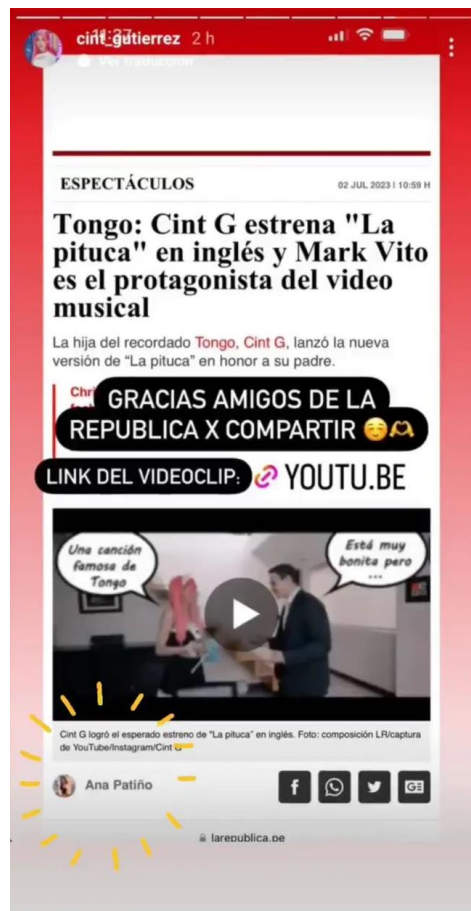 cint_gutierrez 2 h
Ver traducción
ESPECTÁCULOS
02 JUL 2023 | 10:59 H
Tongo: Cint G estrena "La
pituca" en inglés y Mark Vito
es el protagonista del video
musical
La hija del recordado Tongo, Cint G, lanzó la nueva
versión de “La pituca” en honor a su padre.
GRACIAS AMIGOS DE LA
REPUBLICA X COMPARTIR
LINK DEL VIDEOCLIP:
YOUTU.BE
Una canción
famosa de
Tongo
Está muy
bonita pero
...
Cint G logró el esperado estreno de “La pituca” en inglés. Foto: composición LR/captura
de YouTube/Instagram/Cint G
Ana Patiño
larepublica.pe